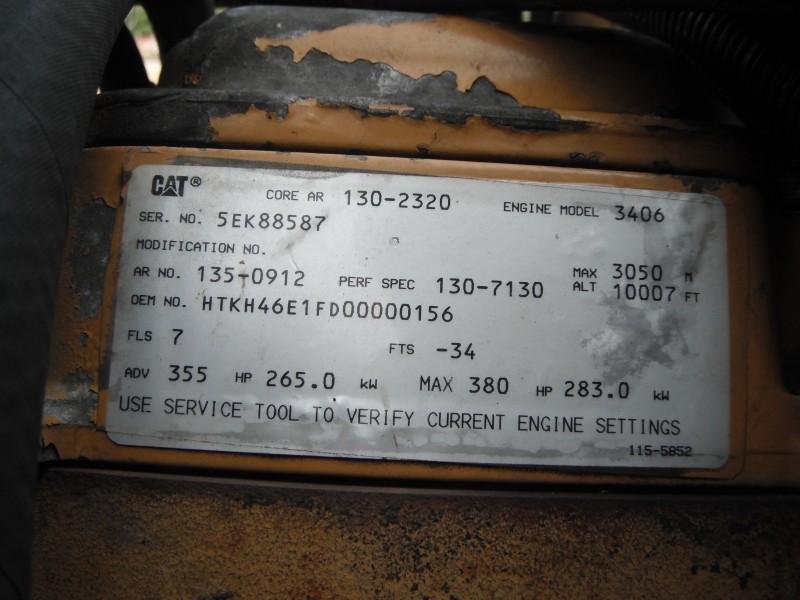 CAT® CORE AR 130-2320 ENGINE MODEL 3406
SER. NO. 5EK88587
MODIFICATION NO.
AR NO. 135-0912 PERF SPEC 130-7130 MAX ALT 3050 M 10007 FT
OEM NO. HTKH46E1FD00000156
FLS 7 FTS -34
ADV 355 HP 265.0 kW MAX 380 HP 283.0 kW
USE SERVICE TOOL TO VERIFY CURRENT ENGINE SETTINGS
115-5852